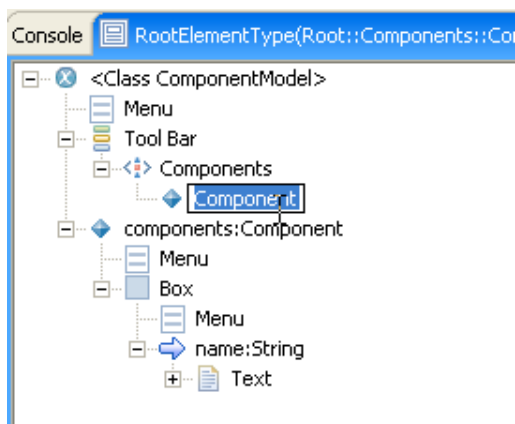 Console RootElementType(Root::Components::Co
<Class ComponentModel>
Menu
Tool Bar
Components
Component
components:Component
Menu
Box
Menu
name:String
Text